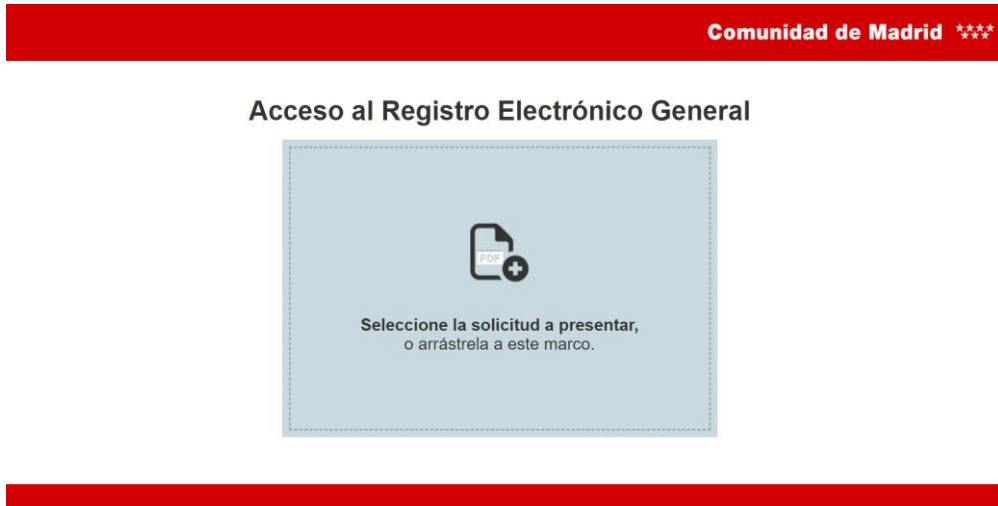 Comunidad de Madrid
Acceso al Registro Electrónico General
PDF
Seleccione la solicitud a presentar,
o arrástrela a este marco.